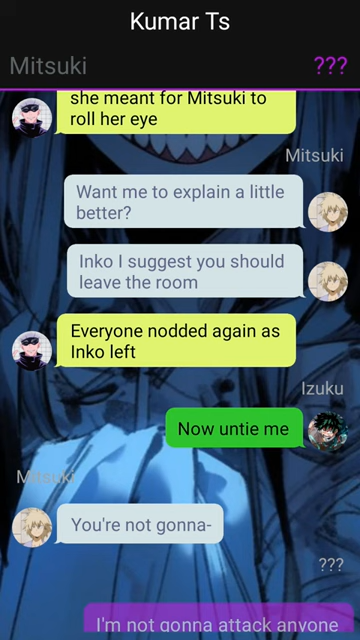 Kumar Ts
Mitsuki
???
she meant for Mitsuki to
roll her eye
Mitsuki
Want me to explain a little
better?
Inko I suggest you should
leave the room
Everyone nodded again as
Inko left
Izuku
Now untie me
Mitsuki
You're not gonna-
???
I'm not gonna attack anyone